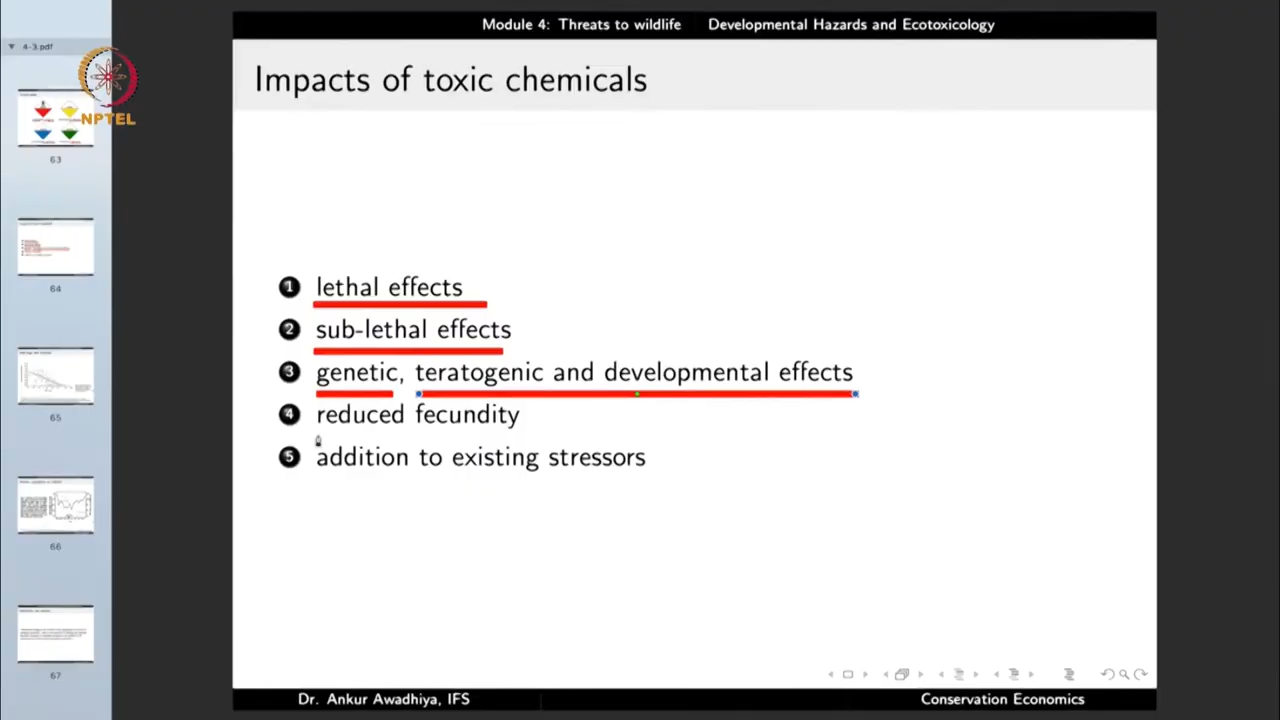 Module 4: Threats to wildlife Developmental Hazards and Ecotoxicology
4-3.pdf
NPTEL
Impacts of toxic chemicals
63
64
65
66
67
1 lethal effects
2 sub-lethal effects
3 genetic, teratogenic and developmental effects
4 reduced fecundity
5 addition to existing stressors
Dr. Ankur Awadhiya, IFS Conservation Economics